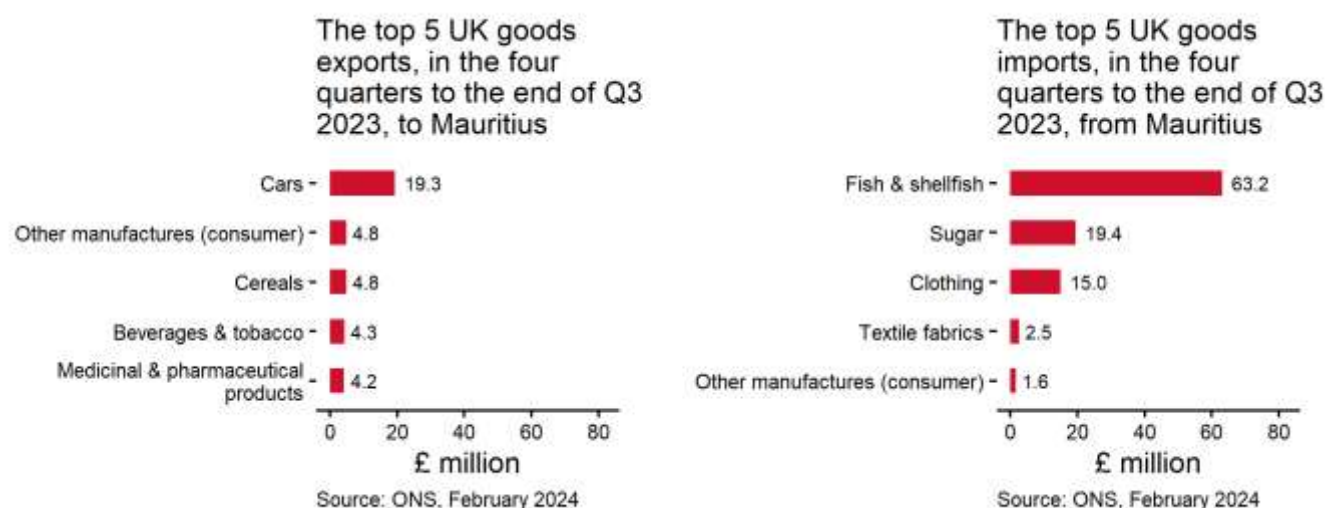 The top 5 UK goods
exports, in the four
quarters to the end of Q3
2023, to Mauritius
Cars
19.3
Other manufactures (consumer)
4.8
Cereals
4.8
Beverages & tobacco
4.3
Medicinal & pharmaceutical
products
4.2
0 20 40 60 80
£ million
Source: ONS, February 2024
The top 5 UK goods
imports, in the four
quarters to the end of Q3
2023, from Mauritius
Fish & shellfish
63.2
Sugar
19.4
Clothing
15.0
Textile fabrics
2.5
Other manufactures (consumer)
1.6
0 20 40 60 80
£ million
Source: ONS, February 2024